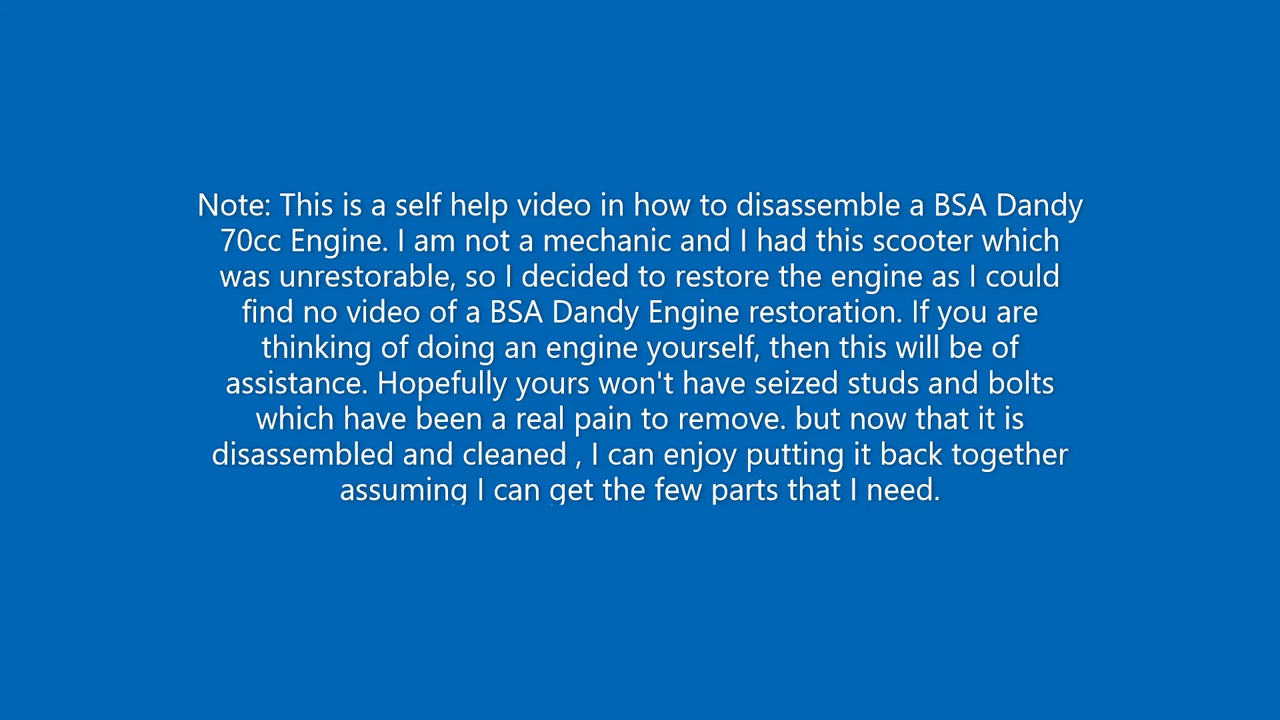 Note: This is a self help video in how to disassemble a BSA Dandy
70cc Engine. I am not a mechanic and I had this scooter which
was unrestorable, so I decided to restore the engine as I could
find no video of a BSA Dandy Engine restoration. If you are
thinking of doing an engine yourself, then this will be of
assistance. Hopefully yours won't have seized studs and bolts
which have been a real pain to remove. but now that it is
disassembled and cleaned , I can enjoy putting it back together
assuming I can get the few parts that I need.